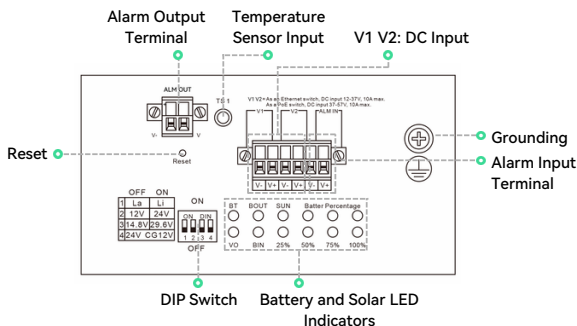 Alarm Output
Terminal
Temperature
Sensor Input
V1 V2: DC Input
ALM OUT
V- V
TS 1
V1 V2=As an Ethernet switch, DC input 12-37V, 10A max.
As a PoE switch, DC input 37-57V, 10A max.
V1 V2 ALM IN
V- V+ V- V+ V- V+
Reset
Reset
Grounding
Alarm Input
Terminal
OFF ON
1 La Li
2 12V 24V
3 14.8V 29.6V
4 24V CG12V
ON
ON DIN
1 2 3 4
OFF
BT BOUT SUN Batter Percentage
VO BIN 25% 50% 75% 100%
DIP Switch
Battery and Solar LED
Indicators